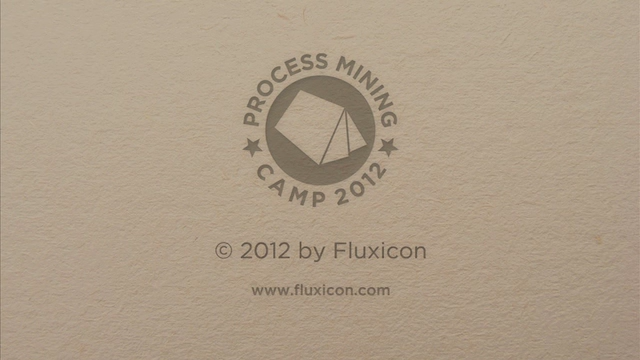 PROCESS MINING
CAMP 2012
© 2012 by Fluxicon
www.fluxicon.com